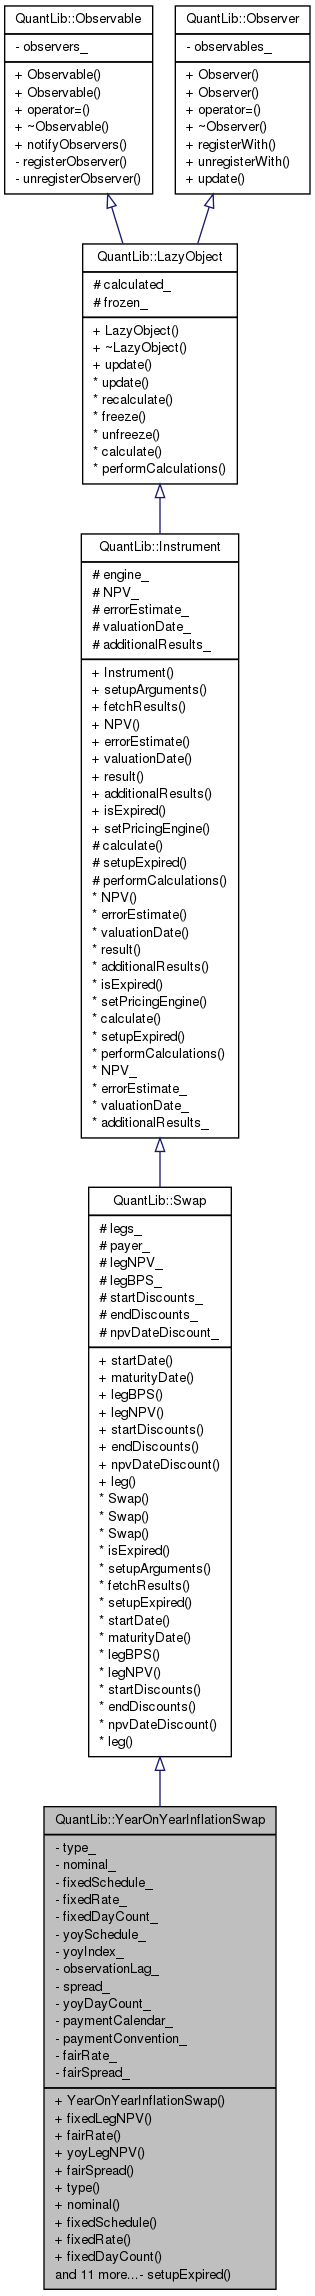 QuantLib::Observable
- observers_
+ Observable()
+ Observable()
+ operator=()
+ ~Observable()
+ notifyObservers()
- registerObserver()
- unregisterObserver()
QuantLib::Observer
- observables_
+ Observer()
+ Observer()
+ operator=()
+ ~Observer()
+ registerWith()
+ unregisterWith()
+ update()
QuantLib::LazyObject
# calculated_
# frozen_
+ LazyObject()
+ ~LazyObject()
+ update()
* update()
* recalculate()
* freeze()
* unfreeze()
* calculate()
* performCalculations()
QuantLib::Instrument
# engine_
# NPV_
# errorEstimate_
# valuationDate_
# additionalResults_
+ Instrument()
+ setupArguments()
+ fetchResults()
+ NPV()
+ errorEstimate()
+ valuationDate()
+ result()
+ additionalResults()
+ isExpired()
+ setPricingEngine()
# calculate()
# setupExpired()
# performCalculations()
* NPV()
* errorEstimate()
* valuationDate()
* result()
* additionalResults()
* isExpired()
* setPricingEngine()
* calculate()
* setupExpired()
* performCalculations()
* NPV_
* errorEstimate_
* valuationDate_
* additionalResults_
QuantLib::Swap
# legs_
# payer_
# legNPV_
# legBPS_
# startDiscounts_
# endDiscounts_
# npvDateDiscount_
+ startDate()
+ maturityDate()
+ legBPS()
+ legNPV()
+ startDiscounts()
+ endDiscounts()
+ npvDateDiscount()
+ leg()
* Swap()
* Swap()
* Swap()
* isExpired()
* setupArguments()
* fetchResults()
* setupExpired()
* startDate()
* maturityDate()
* legBPS()
* legNPV()
* startDiscounts()
* endDiscounts()
* npvDateDiscount()
* leg()
QuantLib::YearOnYearInflationSwap
- type_
- nominal_
- fixedSchedule_
- fixedRate_
- fixedDayCount_
- yoySchedule_
- yoyIndex_
- observationLag_
- spread_
- yoyDayCount_
- paymentCalendar_
- paymentConvention_
- fairRate_
- fairSpread_
+ YearOnYearInflationSwap()
+ fixedLegNPV()
+ fairRate()
+ yoyLegNPV()
+ fairSpread()
+ type()
+ nominal()
+ fixedSchedule()
+ fixedRate()
+ fixedDayCount()
and 11 more...- setupExpired()